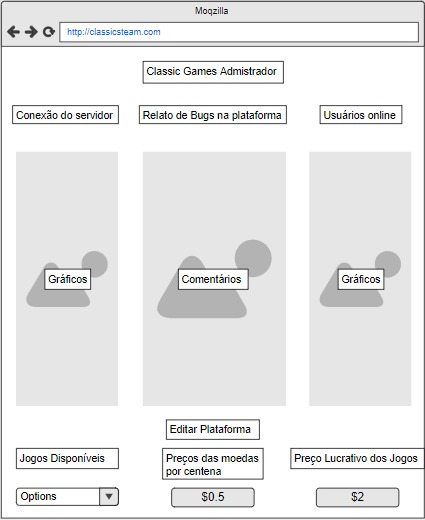 Moqzilla
http://classicsteam.com
Classic Games Admistrador
Conexão do servidor
Relato de Bugs na plataforma
Usuários online
Gráficos
Comentários
Gráficos
Editar Plataforma
Jogos Disponíveis
Preços das moedas
por centena
Preço Lucrativo dos Jogos
Options
$0.5
$2